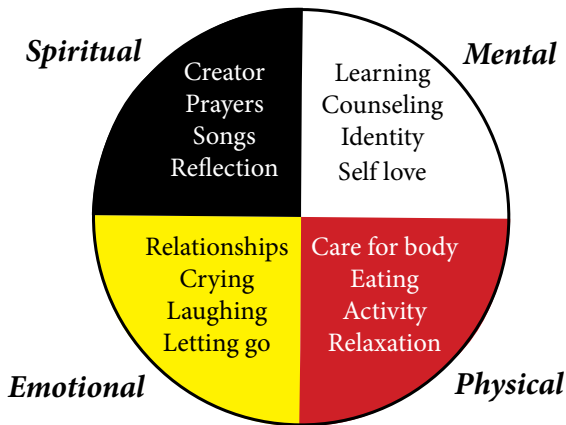 Spiritual
Creator
Prayers
Songs
Reflection
Mental
Learning
Counseling
Identity
Self love
Emotional
Relationships
Crying
Laughing
Letting go
Physical
Care for body
Eating
Activity
Relaxation